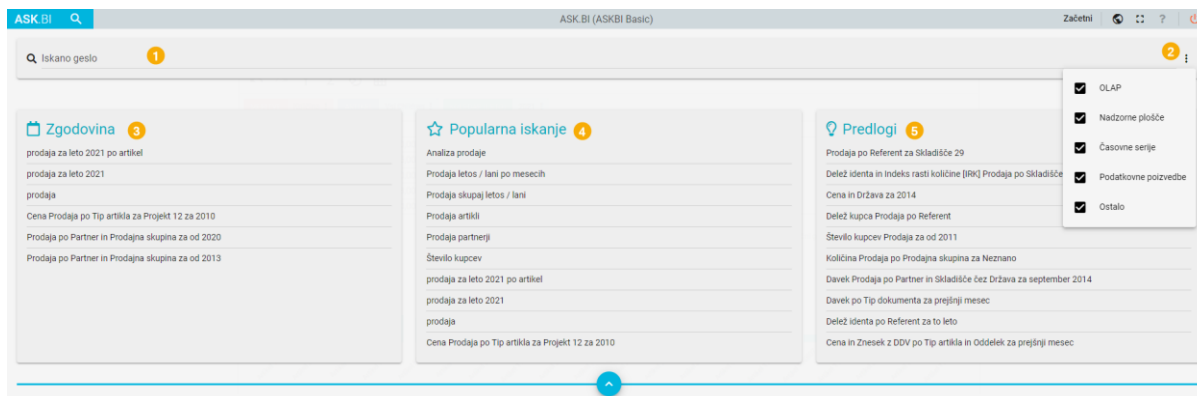 ASK.BI
ASK.BI (ASKBI Basic)
Začetni
?
Iskano geslo
1
2
OLAP
Nadzorne plošče
Časovne serije
Podatkovne poizvedbe
Ostalo
Zgodovina 3
prodaja za leto 2021 po artikel
prodaja za leto 2021
prodaja
Cena Prodaja po Tip artikla za Projekt 12 za 2010
Prodaja po Partner in Prodajna skupina za od 2020
Prodaja po Partner in Prodajna skupina za od 2013
Popularna iskanje 4
Analiza prodaje
Prodaja letos / lani po mesecih
Prodaja skupaj letos / lani
Prodaja artikli
Prodaja partnerji
Število kupcev
prodaja za leto 2021 po artikel
prodaja za leto 2021
prodaja
Cena Prodaja po Tip artikla za Projekt 12 za 2010
Predlogi 5
Prodaja po Referent za Skladišče 29
Delež identa in Indeks rasti količine [IRK] Prodaja po Skladišče
Cena in Država za 2014
Delež kupca Prodaja po Referent
Število kupcev Prodaja za od 2011
Količina Prodaja po Prodajna skupina za Neznano
Davek Prodaja po Partner in Skladišče čez Država za september 2014
Davek po Tip dokumenta za prejšnji mesec
Delež identa po Referent za to leto
Cena in Znesek z DDV po Tip artikla in Oddelek za prejšnji mesec